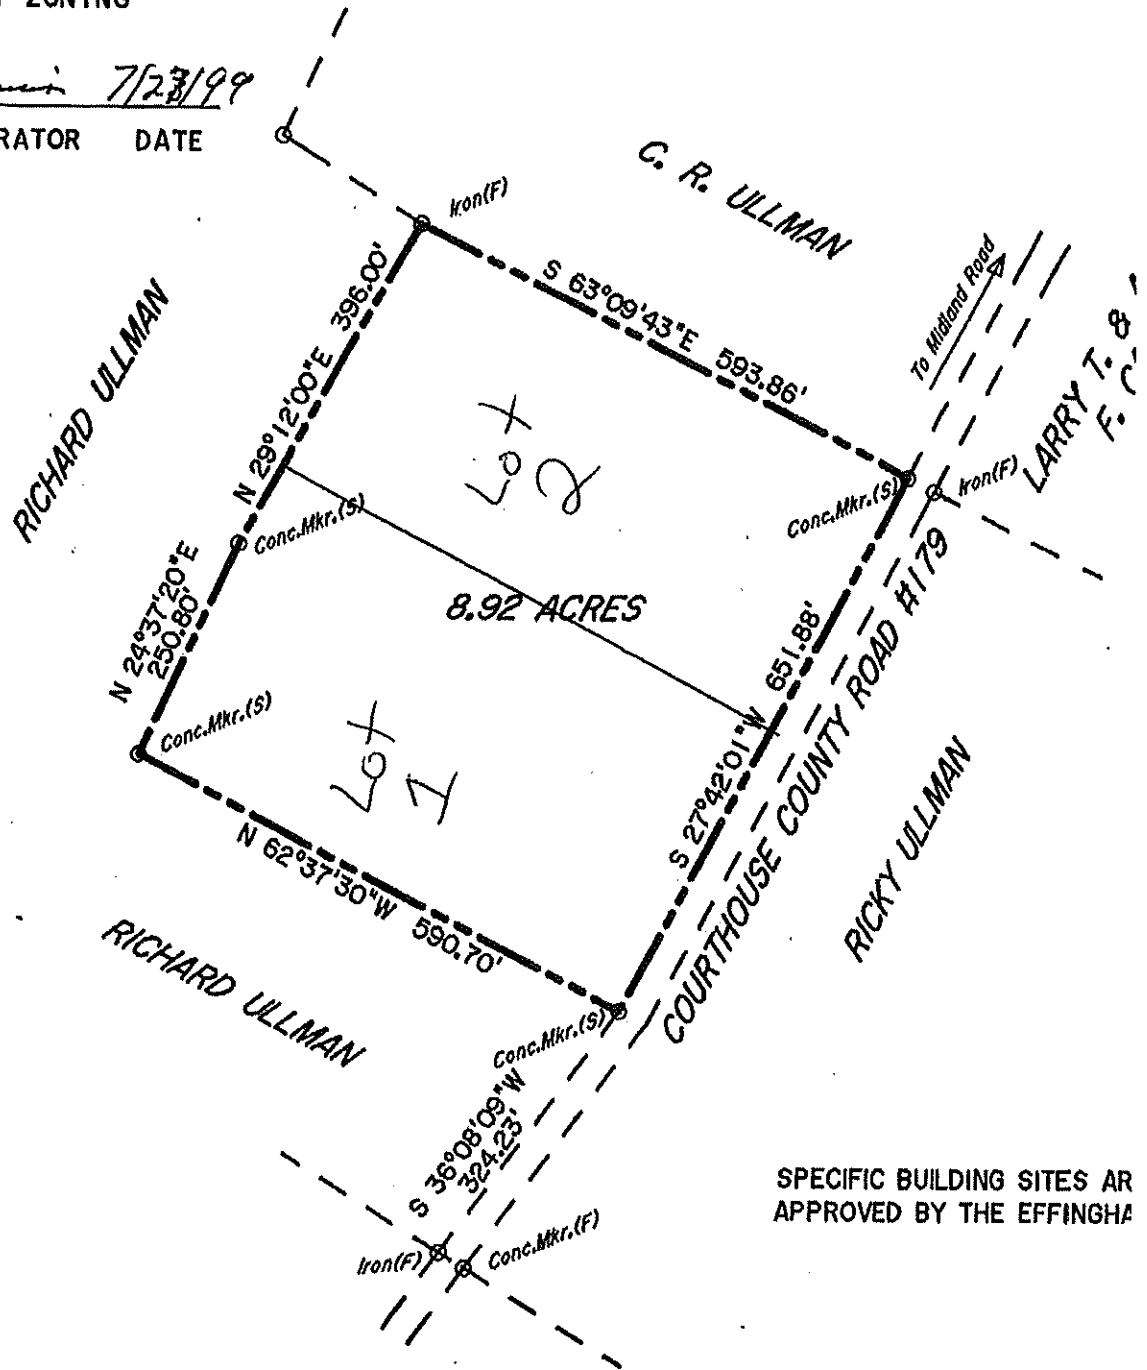 ZONING
7/23/99
RATOR DATE
C. R. ULLMAN
Iron(F)
To Midland Road
RICHARD ULLMAN
N 29°12'00"E 396.00'
S 63°09'43"E 593.86'
LARRY T. &
F.
Lot
2
Conc.Mkr.(S)
Iron(F)
Conc.Mkr.(S)
N 24°37'20"E
250.80'
8.92 ACRES
S 27°42'01"W 651.88'
COURTHOUSE COUNTY ROAD #179
Conc.Mkr.(S)
Lot
1
RICKY ULLMAN
N 62°37'30"W 590.70'
RICHARD ULLMAN
Conc.Mkr.(S)
S 36°08'09"W
324.23'
SPECIFIC BUILDING SITES AR
APPROVED BY THE EFFINGHA
Iron(F)
Conc.Mkr.(F)